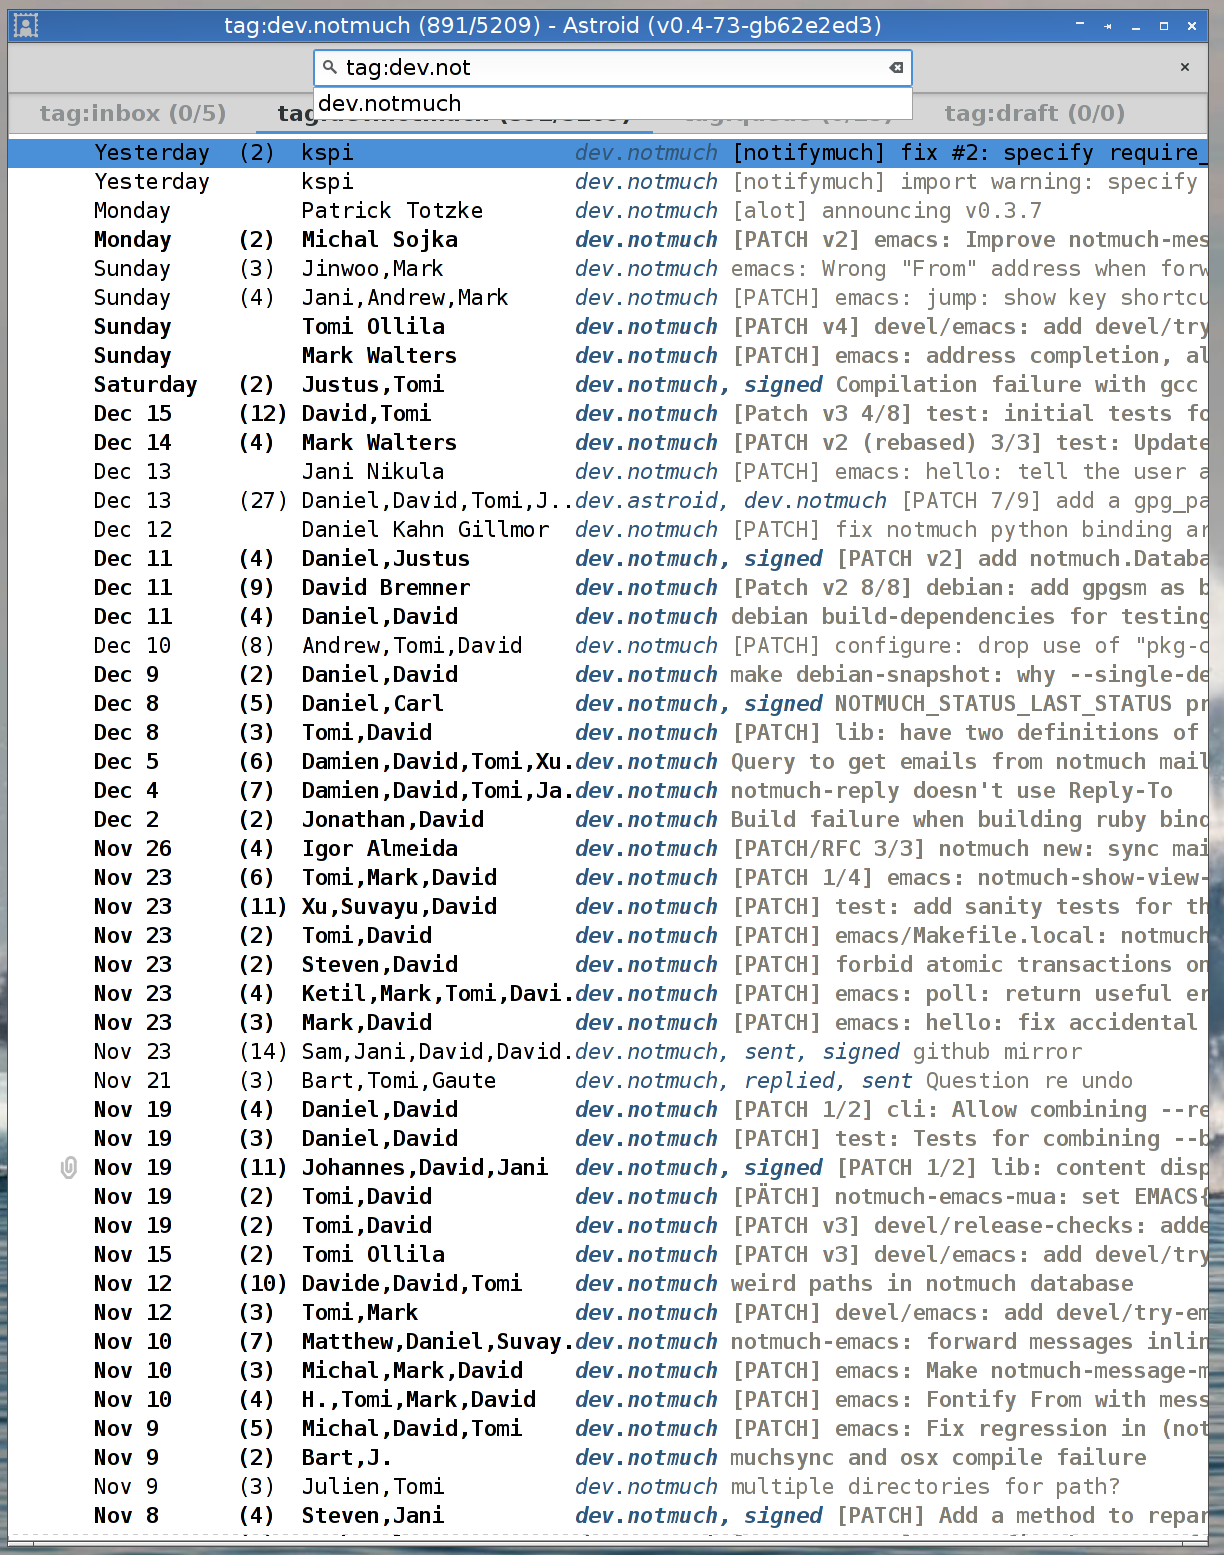 tag:dev.notmuch (891/5209) - Astroid (v0.4-73-gb62e2ed3)
tag:dev.not
dev.notmuch
tag:inbox (0/5) tag:draft (0/0)
Yesterday (2) kspi dev.notmuch [notifymuch] fix #2: specify require_
Yesterday kspi dev.notmuch [notifymuch] import warning: specify
Monday Patrick Totzke dev.notmuch [alot] announcing v0.3.7
Monday (2) Michal Sojka dev.notmuch [PATCH v2] emacs: Improve notmuch-mes
Sunday (3) Jinwoo,Mark dev.notmuch emacs: Wrong "From" address when forw
Sunday (4) Jani,Andrew,Mark dev.notmuch [PATCH] emacs: jump: show key shortcu
Sunday Tomi Ollila dev.notmuch [PATCH v4] devel/emacs: add devel/try
Sunday Mark Walters dev.notmuch [PATCH] emacs: address completion, al
Saturday (2) Justus,Tomi dev.notmuch, signed Compilation failure with gcc
Dec 15 (12) David,Tomi dev.notmuch [Patch v3 4/8] test: initial tests fo
Dec 14 (4) Mark Walters dev.notmuch [PATCH v2 (rebased) 3/3] test: Update
Dec 13 Jani Nikula dev.notmuch [PATCH] emacs: hello: tell the user a
Dec 13 (27) Daniel,David,Tomi,J.. dev.astroid, dev.notmuch [PATCH 7/9] add a gpg_pa
Dec 12 Daniel Kahn Gillmor dev.notmuch [PATCH] fix notmuch python binding ar
Dec 11 (4) Daniel,Justus dev.notmuch, signed [PATCH v2] add notmuch.Databa
Dec 11 (9) David Bremner dev.notmuch [Patch v2 8/8] debian: add gpgsm as b
Dec 11 (4) Daniel,David dev.notmuch debian build-dependencies for testing
Dec 10 (8) Andrew,Tomi,David dev.notmuch [PATCH] configure: drop use of "pkg-c
Dec 9 (2) Daniel,David dev.notmuch make debian-snapshot: why --single-de
Dec 8 (5) Daniel,Carl dev.notmuch, signed NOTMUCH_STATUS_LAST_STATUS pr
Dec 8 (3) Tomi,David dev.notmuch [PATCH] lib: have two definitions of
Dec 5 (6) Damien,David,Tomi,Xu. dev.notmuch Query to get emails from notmuch mail
Dec 4 (7) Damien,David,Tomi,Ja. dev.notmuch notmuch-reply doesn't use Reply-To
Dec 2 (2) Jonathan,David dev.notmuch Build failure when building ruby bind
Nov 26 (4) Igor Almeida dev.notmuch [PATCH/RFC 3/3] notmuch new: sync mai
Nov 23 (6) Tomi,Mark,David dev.notmuch [PATCH 1/4] emacs: notmuch-show-view-
Nov 23 (11) Xu,Suvayu,David dev.notmuch [PATCH] test: add sanity tests for th
Nov 23 (2) Tomi,David dev.notmuch [PATCH] emacs/Makefile.local: notmuch
Nov 23 (2) Steven,David dev.notmuch [PATCH] forbid atomic transactions on
Nov 23 (4) Ketil,Mark,Tomi,Davi. dev.notmuch [PATCH] emacs: poll: return useful er
Nov 23 (3) Mark,David dev.notmuch [PATCH] emacs: hello: fix accidental
Nov 23 (14) Sam,Jani,David,David. dev.notmuch, sent, signed github mirror
Nov 21 (3) Bart,Tomi,Gaute dev.notmuch, replied, sent Question re undo
Nov 19 (4) Daniel,David dev.notmuch [PATCH 1/2] cli: Allow combining --re
Nov 19 (3) Daniel,David dev.notmuch [PATCH] test: Tests for combining --b
Nov 19 (11) Johannes,David,Jani dev.notmuch, signed [PATCH 1/2] lib: content disp
Nov 19 (2) Tomi,David dev.notmuch [PÄTCH] notmuch-emacs-mua: set EMACS{
Nov 19 (2) Tomi,David dev.notmuch [PATCH v3] devel/release-checks: adde
Nov 15 (2) Tomi Ollila dev.notmuch [PATCH v3] devel/emacs: add devel/try
Nov 12 (10) Davide,David,Tomi dev.notmuch weird paths in notmuch database
Nov 12 (3) Tomi,Mark dev.notmuch [PATCH] devel/emacs: add devel/try-em
Nov 10 (7) Matthew,Daniel,Suvay. dev.notmuch notmuch-emacs: forward messages inlin
Nov 10 (3) Michal,Mark,David dev.notmuch [PATCH] emacs: Make notmuch-message-m
Nov 10 (4) H.,Tomi,Mark,David dev.notmuch [PATCH] emacs: Fontify From with mess
Nov 9 (5) Michal,David,Tomi dev.notmuch [PATCH] emacs: Fix regression in (not
Nov 9 (2) Bart,J. dev.notmuch muchsync and osx compile failure
Nov 9 (3) Julien,Tomi dev.notmuch multiple directories for path?
Nov 8 (4) Steven,Jani dev.notmuch, signed [PATCH] Add a method to repar